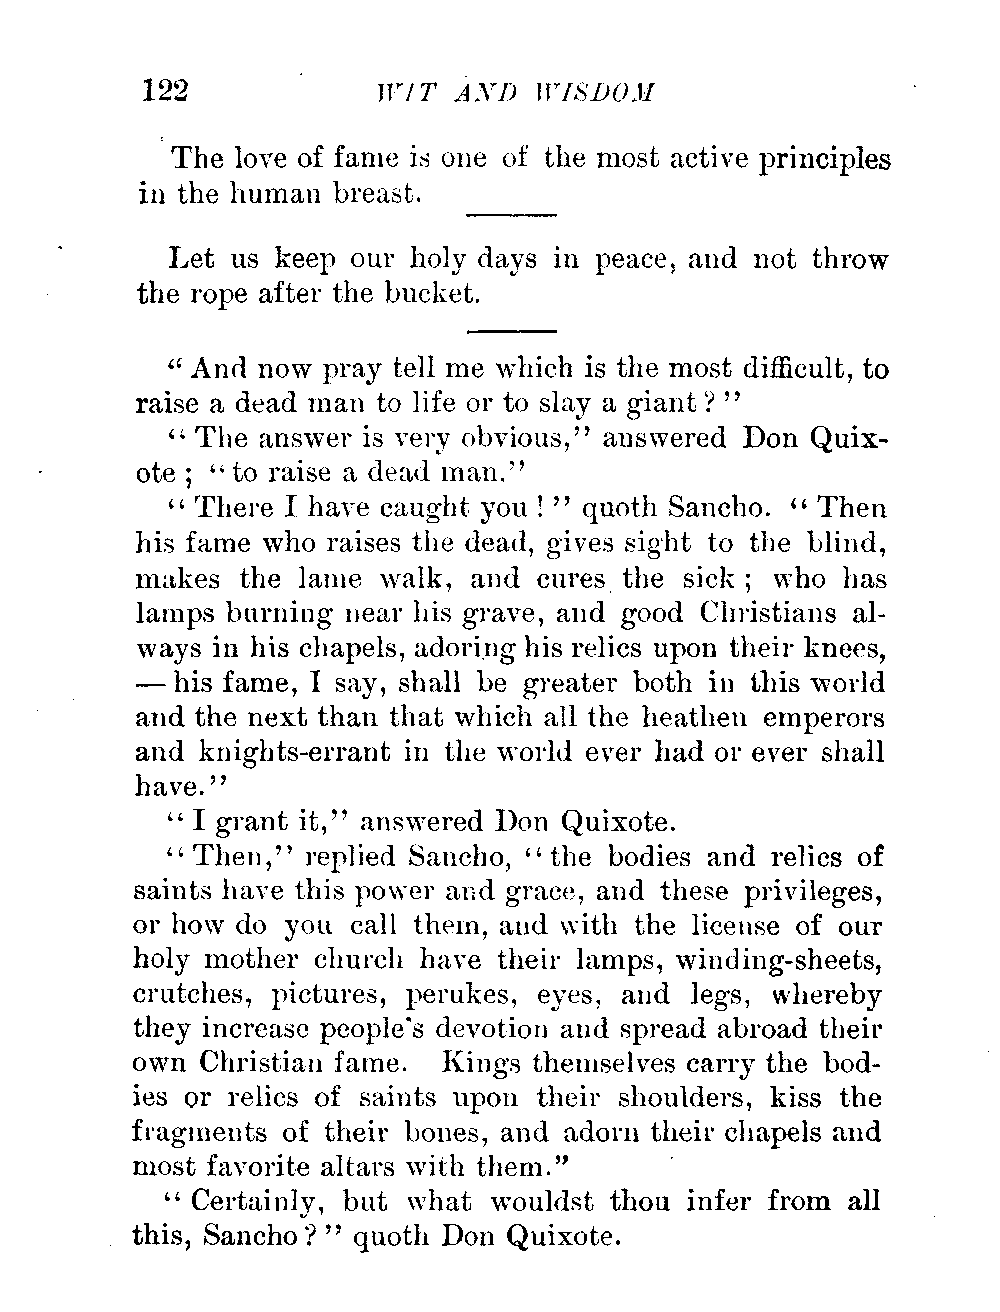 122 WIT AND WISDOM
The love of fame is one of the most active principles
in the human breast.
Let us keep our holy days in peace, and not throw
the rope after the bucket.
“ And now pray tell me which is the most difficult, to
raise a dead man to life or to slay a giant ? ”
“ The answer is very obvious,” answered Don Quix-
ote ; “ to raise a dead man.”
“ There I have caught you ! ” quoth Sancho. “ Then
his fame who raises the dead, gives sight to the blind,
makes the lame walk, and cures the sick ; who has
lamps burning near his grave, and good Christians al-
ways in his chapels, adoring his relics upon their knees,
— his fame, I say, shall be greater both in this world
and the next than that which all the heathen emperors
and knights-errant in the world ever had or ever shall
have.”
“ I grant it,” answered Don Quixote.
“ Then,” replied Sancho, “ the bodies and relics of
saints have this power and grace, and these privileges,
or how do you call them, and with the license of our
holy mother church have their lamps, winding-sheets,
crutches, pictures, perukes, eyes, and legs, whereby
they increase people's devotion and spread abroad their
own Christian fame. Kings themselves carry the bod-
ies or relics of saints upon their shoulders, kiss the
fragments of their bones, and adorn their chapels and
most favorite altars with them.”
“ Certainly, but what wouldst thou infer from all
this, Sancho ? ” quoth Don Quixote.